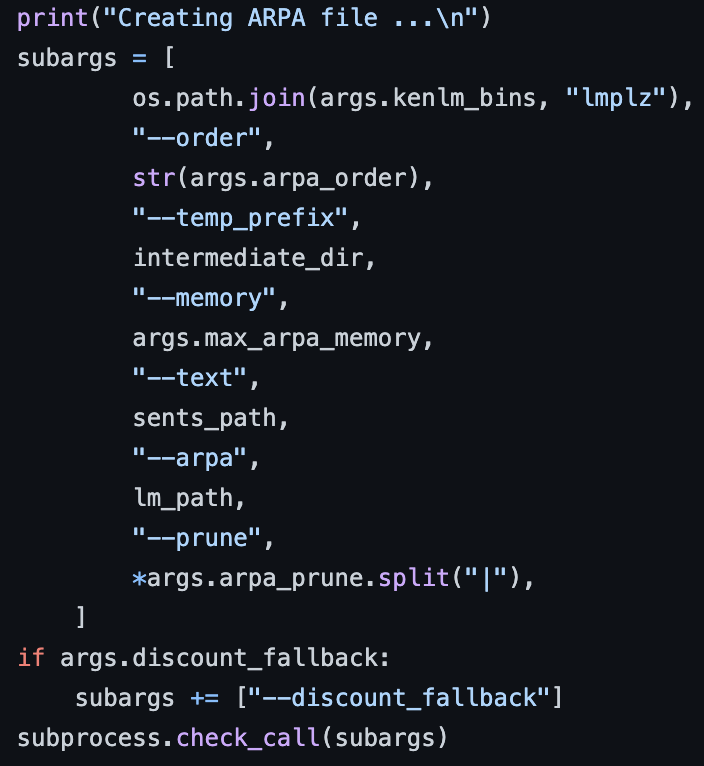 print("Creating ARPA file ...\n")
subargs = [
        os.path.join(args.kenlm_bins, "lmplz"),
        "--order",
        str(args.arpa_order),
        "--temp_prefix",
        intermediate_dir,
        "--memory",
        args.max_arpa_memory,
        "--text",
        sents_path,
        "--arpa",
        lm_path,
        "--prune",
        *args.arpa_prune.split("|"),
    ]
if args.discount_fallback:
    subargs += ["--discount_fallback"]
subprocess.check_call(subargs)